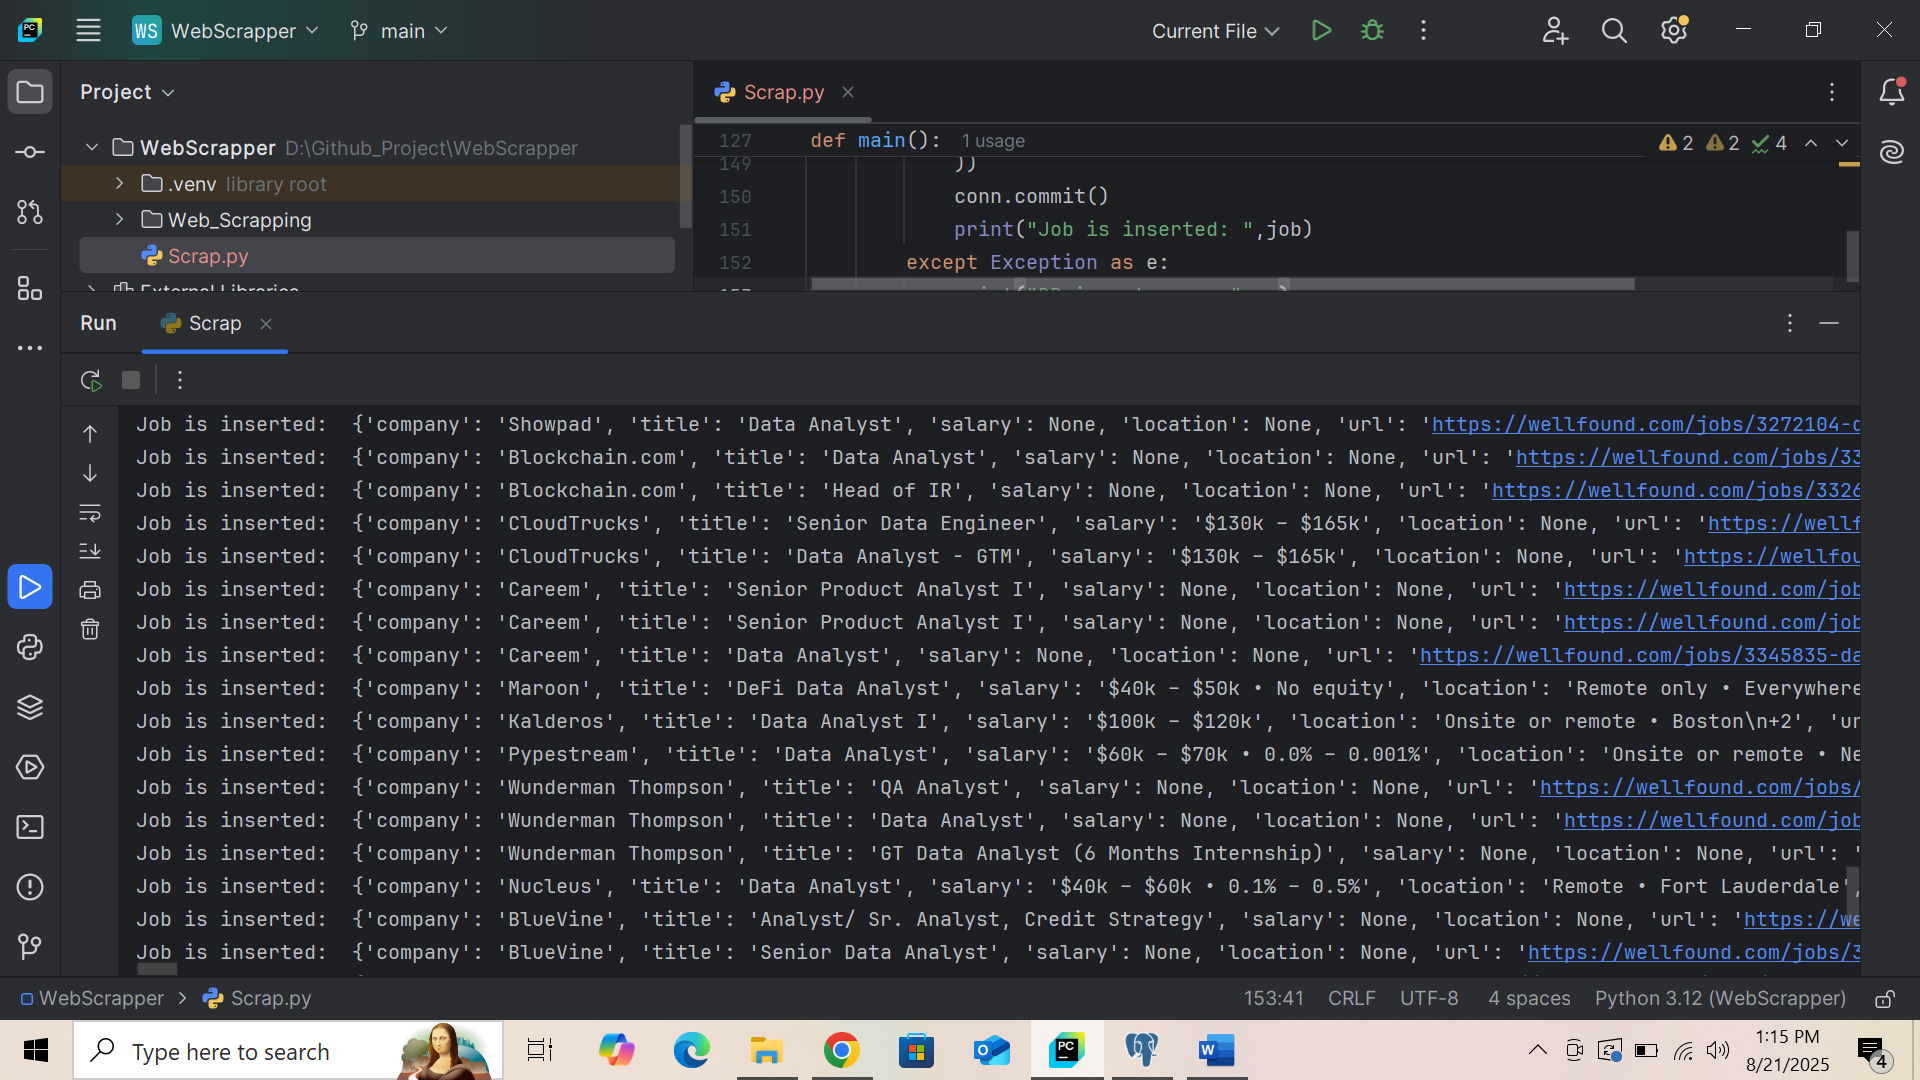 WS WebScrapper main Current File
Project
Scrap.py
WebScrapper D:\Github_Project\WebScrapper
.venv library root
Web_Scrapping
Scrap.py
127 def main(): 1 usage
2 2 4
149 ))
150 conn.commit()
151 print("Job is inserted: ",job)
152 except Exception as e:
Run Scrap
Job is inserted:  {'company': 'Showpad', 'title': 'Data Analyst', 'salary': None, 'location': None, 'url': 'https://wellfound.com/jobs/3272104-d
Job is inserted:  {'company': 'Blockchain.com', 'title': 'Data Analyst', 'salary': None, 'location': None, 'url': 'https://wellfound.com/jobs/33
Job is inserted:  {'company': 'Blockchain.com', 'title': 'Head of IR', 'salary': None, 'location': None, 'url': 'https://wellfound.com/jobs/3326
Job is inserted:  {'company': 'CloudTrucks', 'title': 'Senior Data Engineer', 'salary': '$130k – $165k', 'location': None, 'url': 'https://wellf
Job is inserted:  {'company': 'CloudTrucks', 'title': 'Data Analyst - GTM', 'salary': '$130k – $165k', 'location': None, 'url': 'https://wellfou
Job is inserted:  {'company': 'Careem', 'title': 'Senior Product Analyst I', 'salary': None, 'location': None, 'url': 'https://wellfound.com/job
Job is inserted:  {'company': 'Careem', 'title': 'Senior Product Analyst I', 'salary': None, 'location': None, 'url': 'https://wellfound.com/job
Job is inserted:  {'company': 'Careem', 'title': 'Data Analyst', 'salary': None, 'location': None, 'url': 'https://wellfound.com/jobs/3345835-da
Job is inserted:  {'company': 'Maroon', 'title': 'DeFi Data Analyst', 'salary': '$40k – $50k • No equity', 'location': 'Remote only • Everywhere
Job is inserted:  {'company': 'Kalderos', 'title': 'Data Analyst I', 'salary': '$100k – $120k', 'location': 'Onsite or remote • Boston\n+2', 'ur
Job is inserted:  {'company': 'Pypestream', 'title': 'Data Analyst', 'salary': '$60k – $70k • 0.0% – 0.001%', 'location': 'Onsite or remote • Ne
Job is inserted:  {'company': 'Wunderman Thompson', 'title': 'QA Analyst', 'salary': None, 'location': None, 'url': 'https://wellfound.com/jobs/
Job is inserted:  {'company': 'Wunderman Thompson', 'title': 'Data Analyst', 'salary': None, 'location': None, 'url': 'https://wellfound.com/job
Job is inserted:  {'company': 'Wunderman Thompson', 'title': 'GT Data Analyst (6 Months Internship)', 'salary': None, 'location': None, 'url': '
Job is inserted:  {'company': 'Nucleus', 'title': 'Data Analyst', 'salary': '$40k – $60k • 0.1% – 0.5%', 'location': 'Remote • Fort Lauderdale',
Job is inserted:  {'company': 'BlueVine', 'title': 'Analyst/ Sr. Analyst, Credit Strategy', 'salary': None, 'location': None, 'url': 'https://we
Job is inserted:  {'company': 'BlueVine', 'title': 'Senior Data Analyst', 'salary': None, 'location': None, 'url': 'https://wellfound.com/jobs/3
WebScrapper > Scrap.py 153:41 CRLF UTF-8 4 spaces Python 3.12 (WebScrapper)
Type here to search
1:15 PM
8/21/2025
4